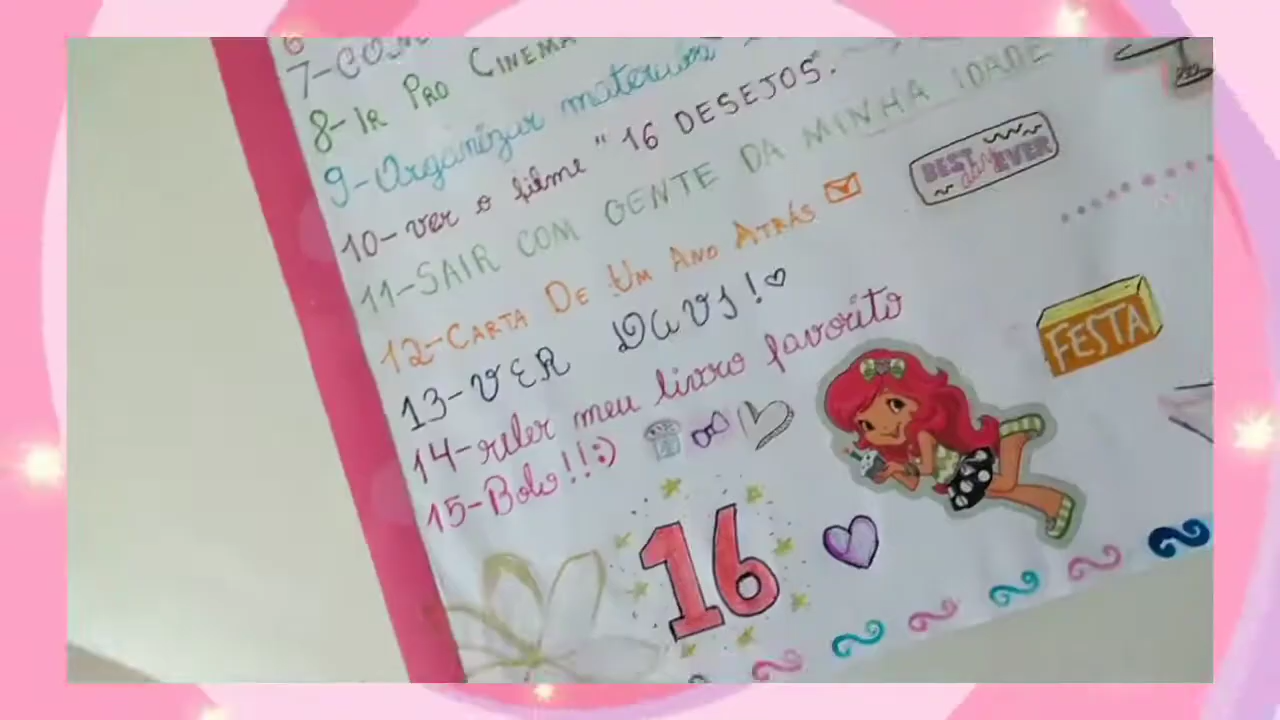 7-COM
8-IR PRO CINEMA
9-Organizar materiais
10-ver o filme "16 DESEJOS".
11-SAIR COM GENTE DA MINHA IDADE
12-CARTA DE UM ANO ATRÁS
13-VER DAVI!
14-reler meu livro favorito
15-Bolo!!:)
BEST day EVER
FESTA
16